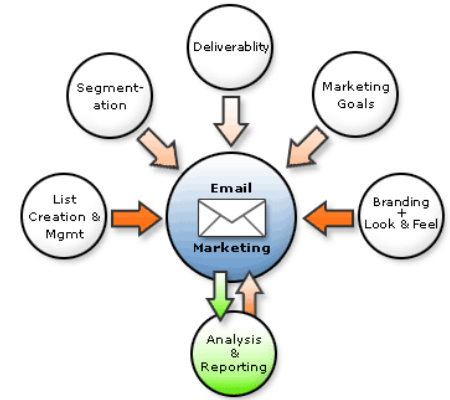 Deliverablity
Segment-
ation
Marketing
Goals
List
Creation &
Mgmt
Email
Marketing
Branding
+
Look & Feel
Analysis
&
Reporting